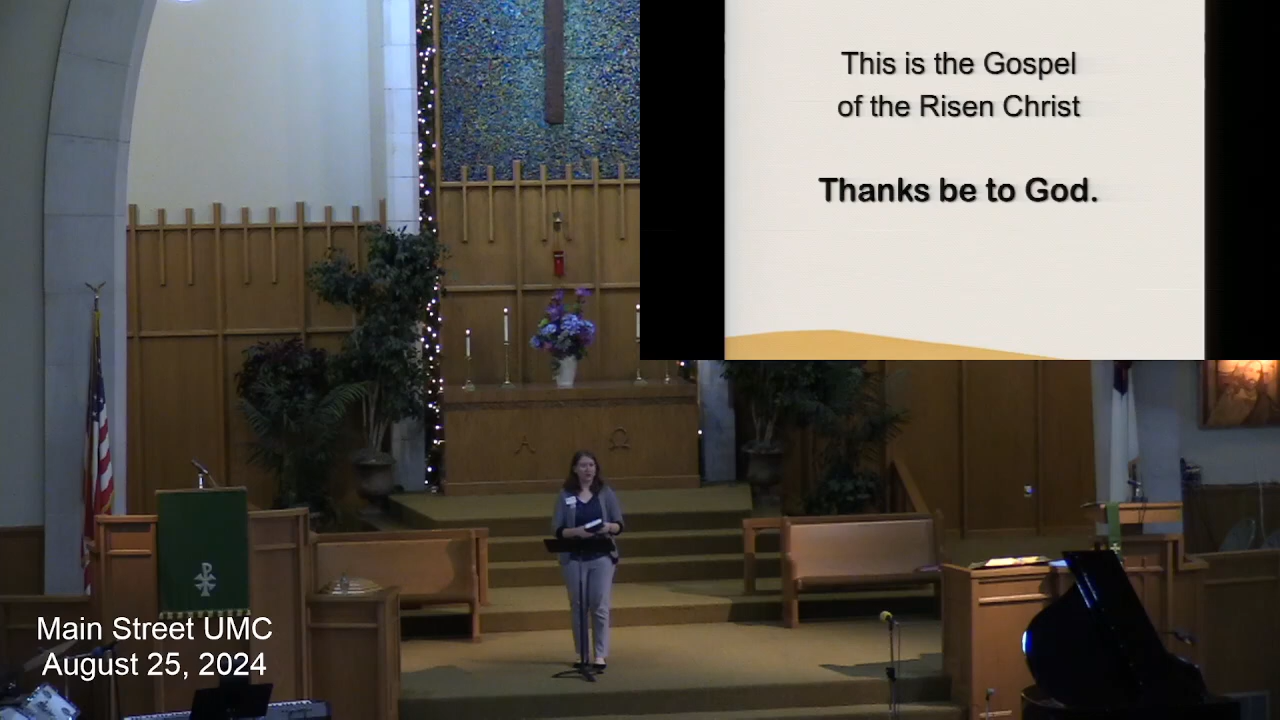 This is the Gospel
of the Risen Christ
Thanks be to God.
Α Ω
Main Street UMC
August 25, 2024